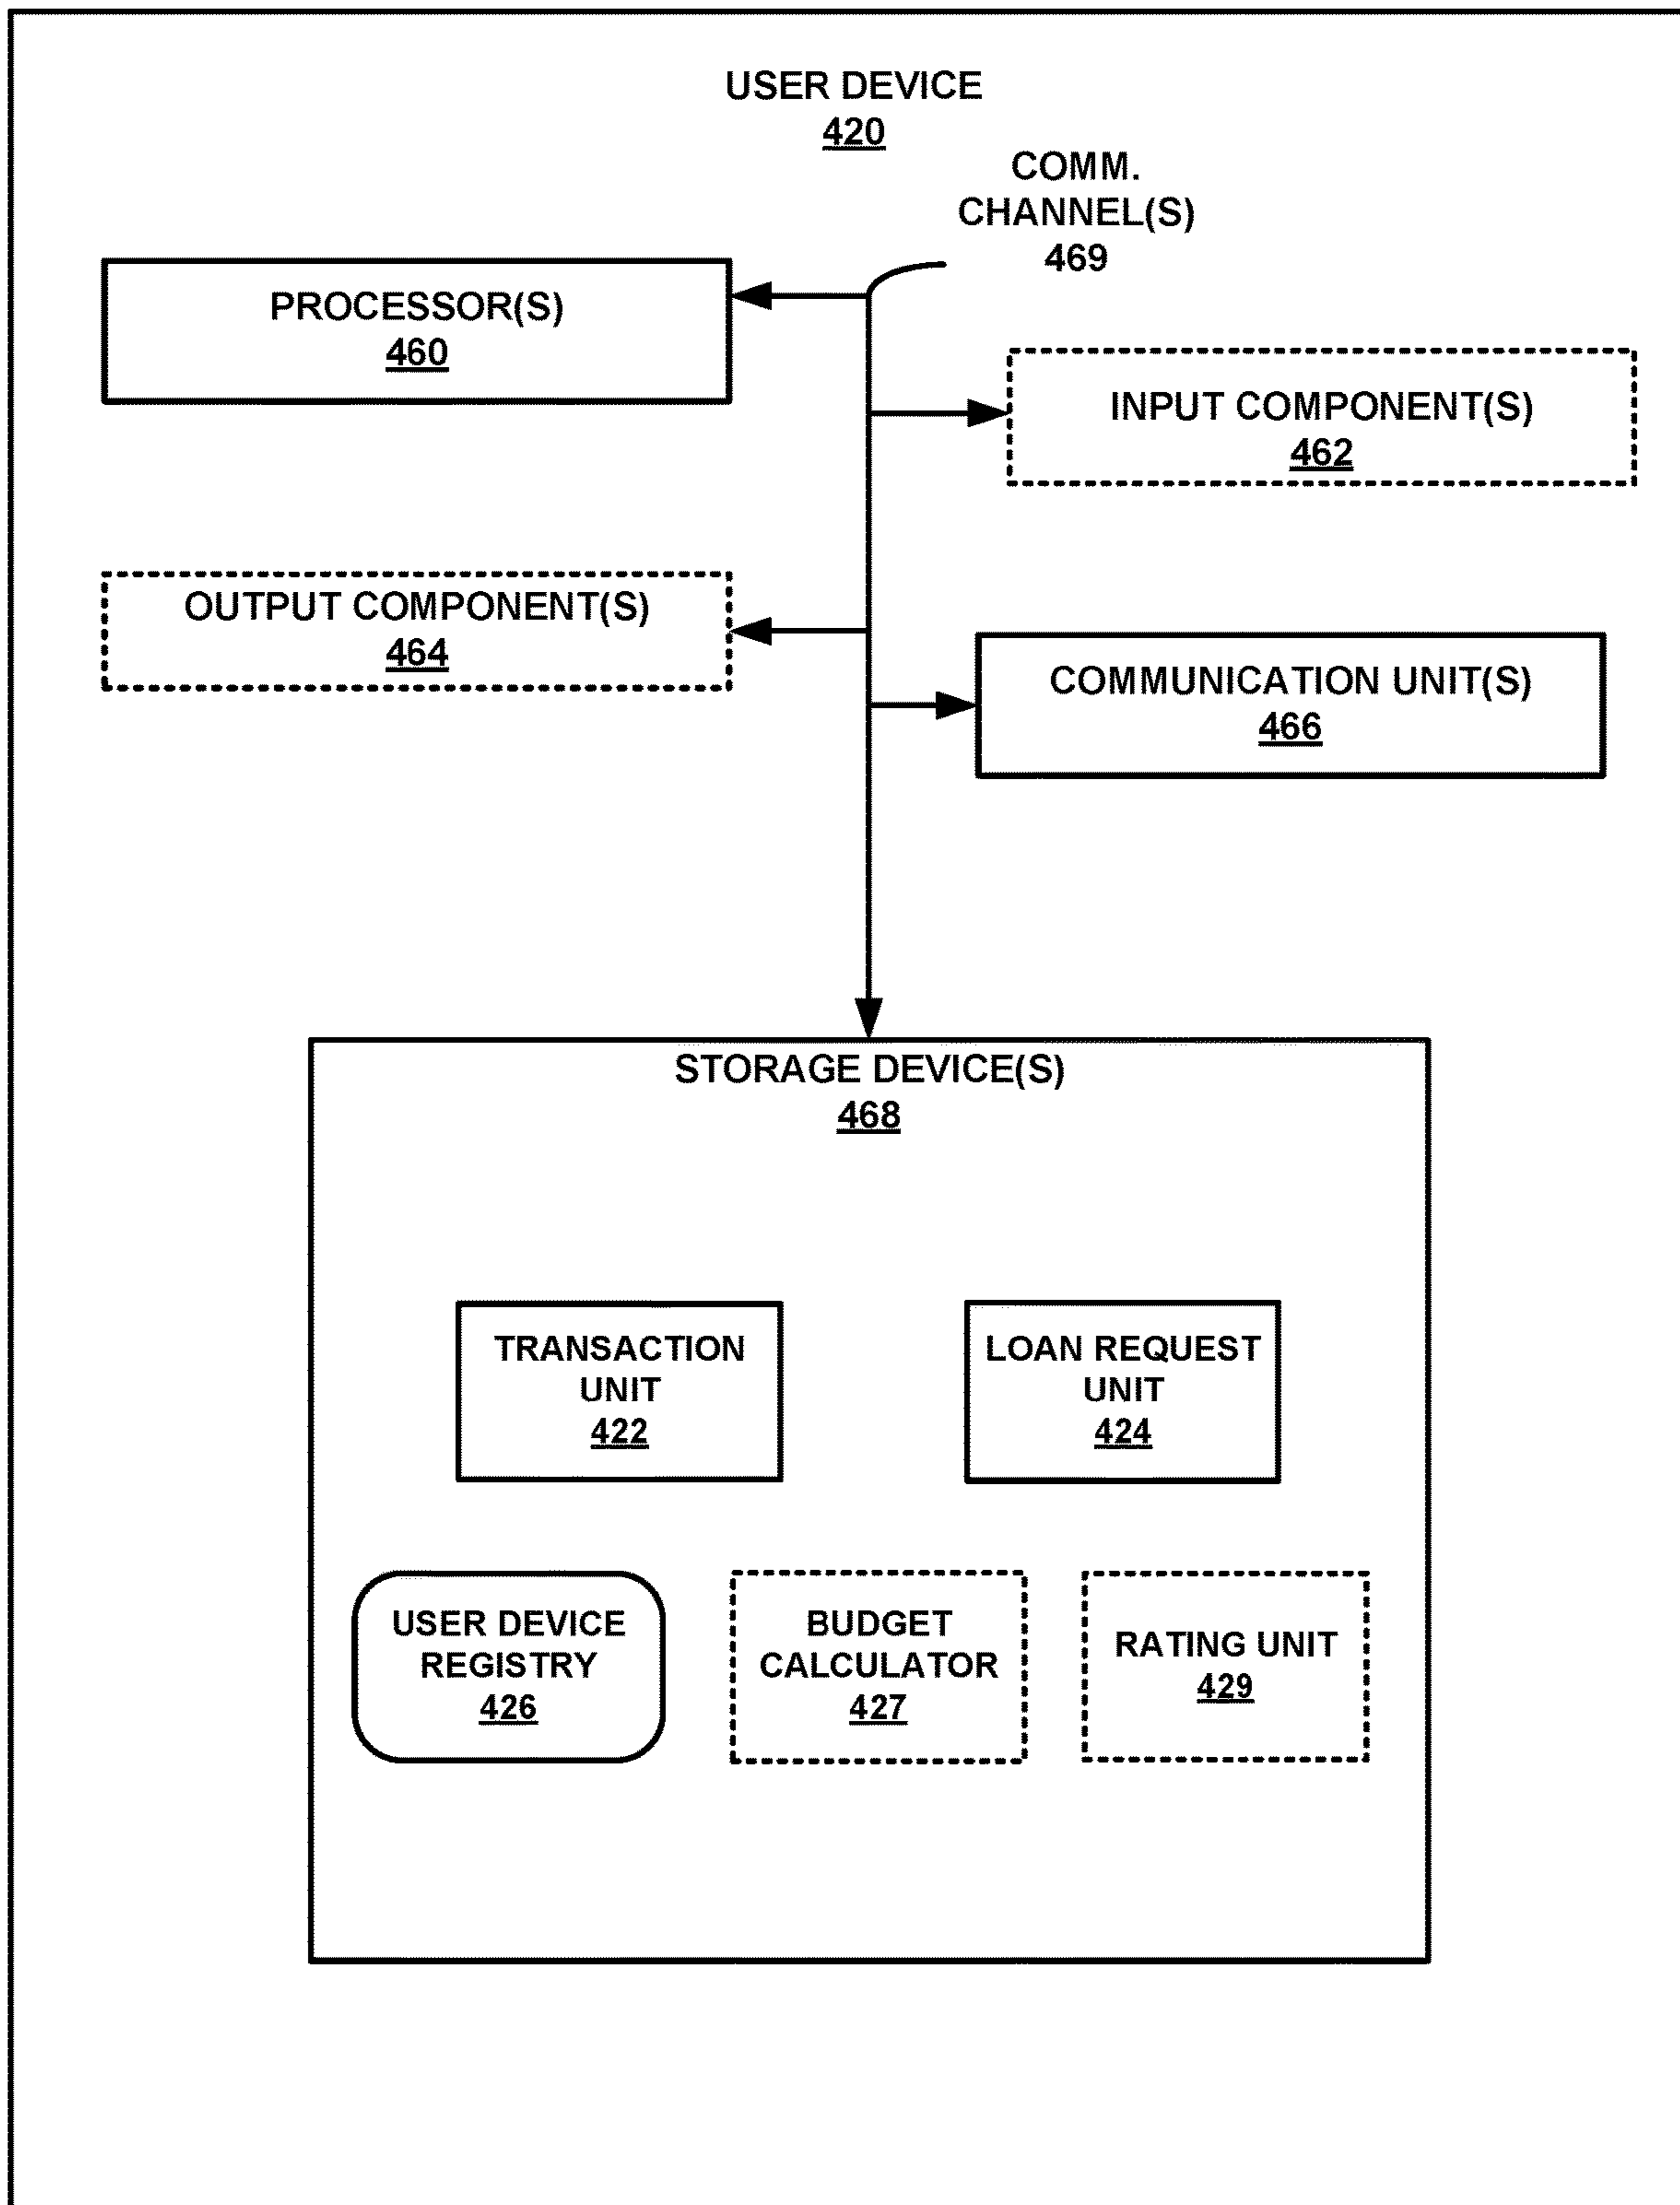 USER DEVICE
420
COMM.
CHANNEL(S)
469
PROCESSOR(S)
460
INPUT COMPONENT(S)
462
OUTPUT COMPONENT(S)
464
COMMUNICATION UNIT(S)
466
STORAGE DEVICE(S)
468
TRANSACTION
UNIT
422
LOAN REQUEST
UNIT
424
USER DEVICE
REGISTRY
426
BUDGET
CALCULATOR
427
RATING UNIT
429